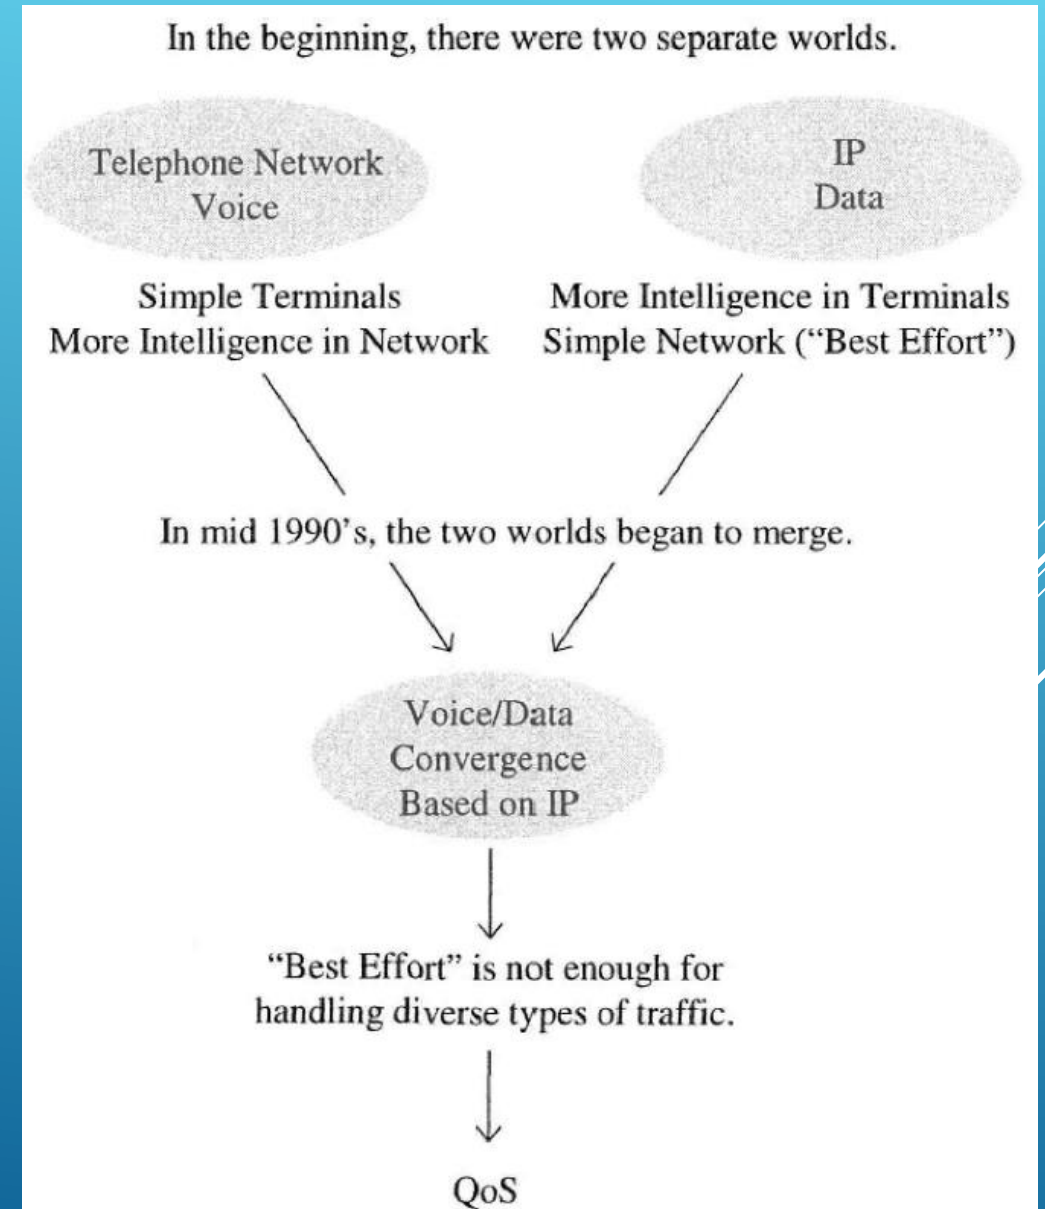 In the beginning, there were two separate worlds.
Telephone Network
Voice
IP
Data
Simple Terminals
More Intelligence in Network
More Intelligence in Terminals
Simple Network (“Best Effort”)
In mid 1990’s, the two worlds began to merge.
Voice/Data
Convergence
Based on IP
“Best Effort” is not enough for
handling diverse types of traffic.
QoS